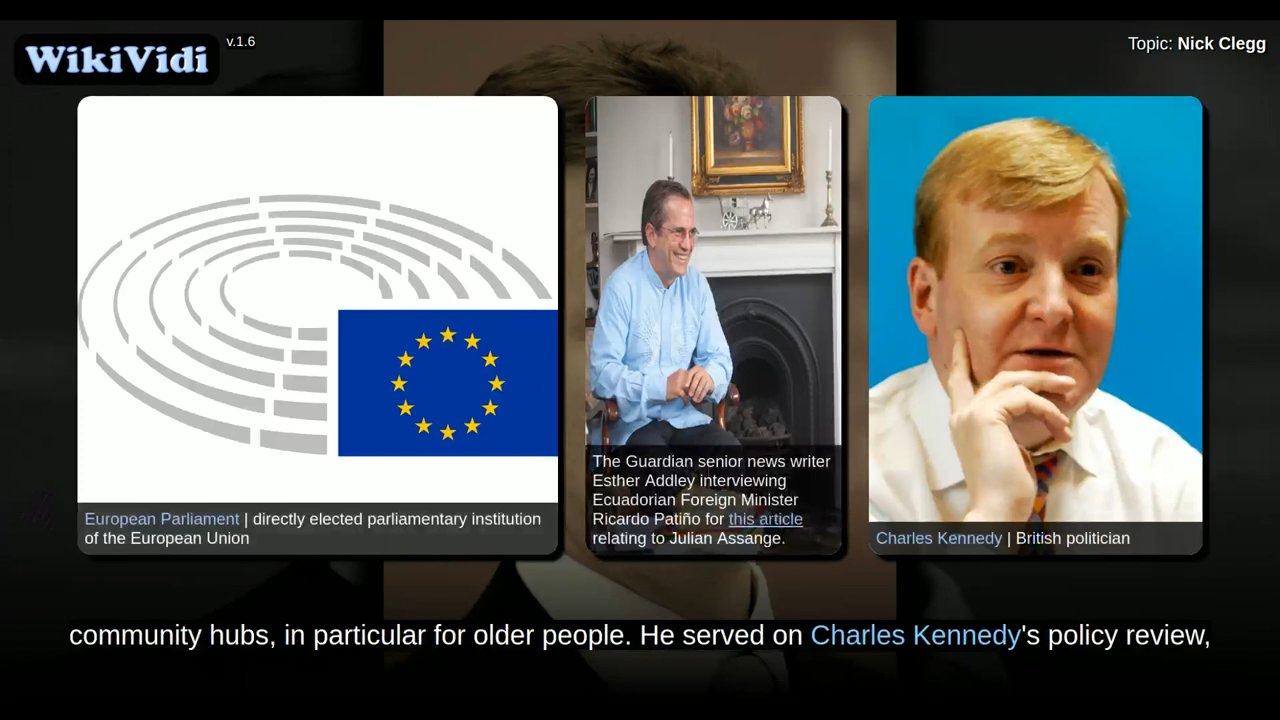 WikiVidi
v.1.6
Topic: Nick Clegg
European Parliament | directly elected parliamentary institution
of the European Union
The Guardian senior news writer
Esther Addley interviewing
Ecuadorian Foreign Minister
Ricardo Patiño for this article
relating to Julian Assange.
Charles Kennedy | British politician
community hubs, in particular for older people. He served on Charles Kennedy's policy review,